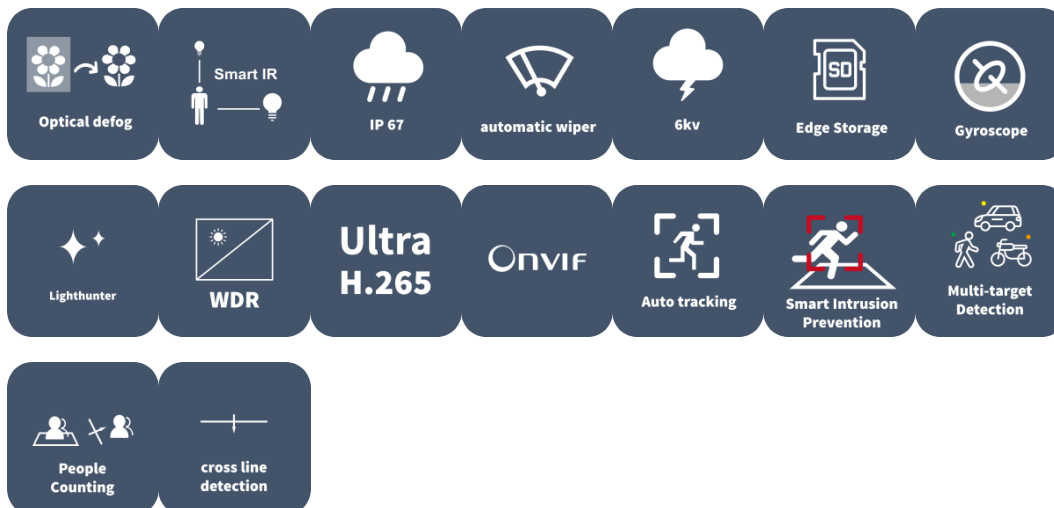 Optical defog
Smart IR
IP 67
automatic wiper
6kv
SD
Edge Storage
Gyroscope
Lighthunter
WDR
Ultra
H.265
ONVIF
Auto tracking
Smart Intrusion
Prevention
Multi-target
Detection
People
Counting
cross line
detection